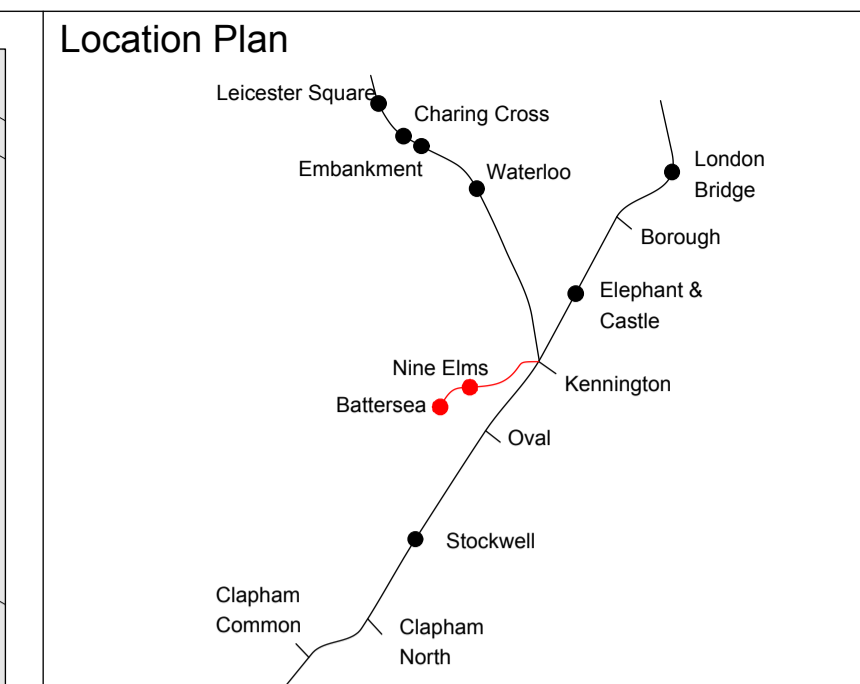 Location Plan
Leicester Square
Charing Cross
Embankment
Waterloo
London
Bridge
Borough
Elephant &
Castle
Nine Elms
Kennington
Battersea
Oval
Stockwell
Clapham
Common
Clapham
North